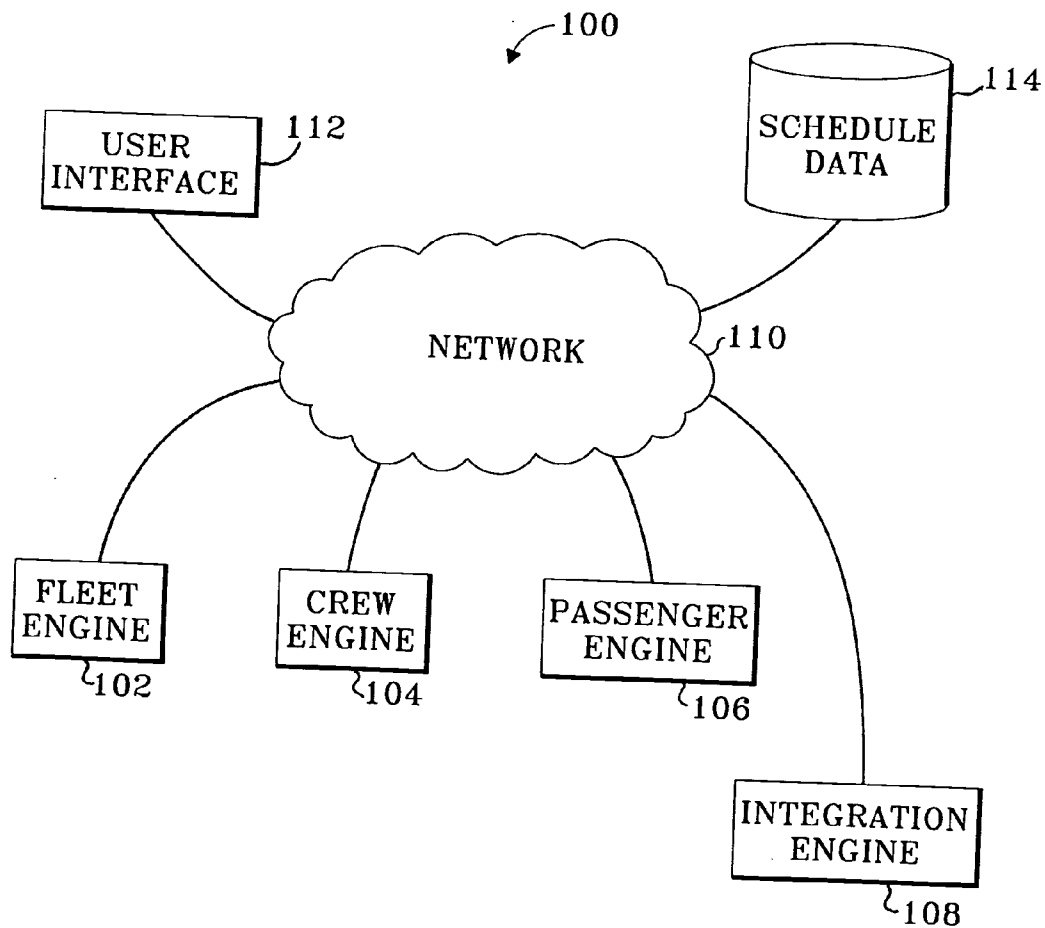 100
114
SCHEDULE
DATA
112
USER
INTERFACE
NETWORK
110
FLEET
ENGINE
102
CREW
ENGINE
104
PASSENGER
ENGINE
106
INTEGRATION
ENGINE
108